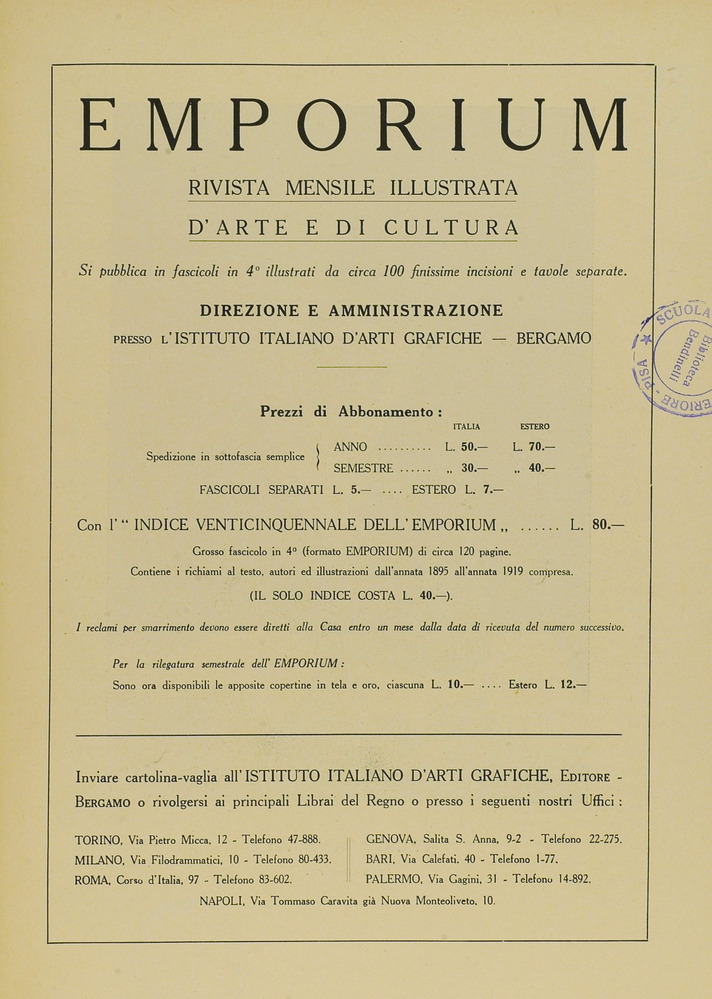 EMPORIUM
RIVISTA MENSILE ILLUSTRATA
D'ARTE E DI CULTURA
Si pubblica in fascicoli in 4º illustrati da circa 100 finissime incisioni e tavole separate.
DIREZIONE E AMMINISTRAZIONE
PRESSO L'ISTITUTO ITALIANO D'ARTI GRAFICHE — BERGAMO
SCUOLA
ERIORE - PISA
Biblioteca
Bendinelli
Prezzi di Abbonamento :
ITALIA ESTERO
Spedizione in sottofascia semplice { ANNO .......... L. 50.— L. 70.—
SEMESTRE ...... „ 30.— „ 40.—
FASCICOLI SEPARATI L. 5.— .... ESTERO L. 7.—
Con l' “ INDICE VENTICINQUENNALE DELL'EMPORIUM „ ...... L. 80.—
Grosso fascicolo in 4º (formato EMPORIUM) di circa 120 pagine.
Contiene i richiami al testo, autori ed illustrazioni dall'annata 1895 all'annata 1919 compresa.
(IL SOLO INDICE COSTA L. 40.—).
I reclami per smarrimento devono essere diretti alla Casa entro un mese dalla data di ricevuta del numero successivo.
Per la rilegatura semestrale dell' EMPORIUM :
Sono ora disponibili le apposite copertine in tela e oro, ciascuna L. 10.— .... Estero L. 12.—
Inviare cartolina-vaglia all'ISTITUTO ITALIANO D'ARTI GRAFICHE, EDITORE -
BERGAMO o rivolgersi ai principali Librai del Regno o presso i seguenti nostri Uffici :
TORINO, Via Pietro Micca, 12 - Telefono 47-888.
MILANO, Via Filodrammatici, 10 - Telefono 80-433.
ROMA, Corso d'Italia, 97 - Telefono 83-602.
GENOVA, Salita S. Anna, 9-2 - Telefono 22-275.
BARI, Via Calefati, 40 - Telefono 1-77.
PALERMO, Via Gagini, 31 - Telefono 14-892.
NAPOLI, Via Tommaso Caravita già Nuova Monteoliveto, 10.